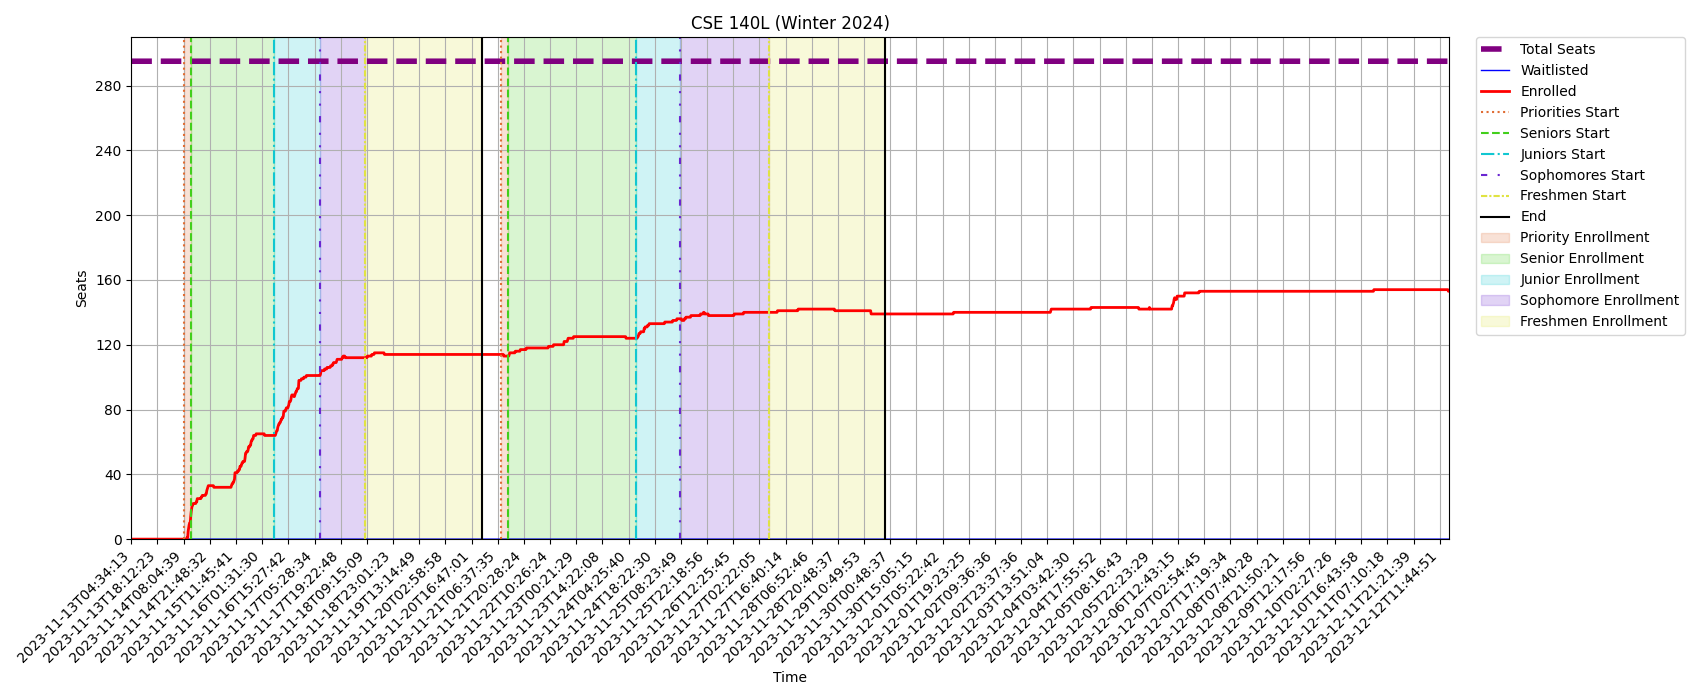 CSE 140L (Winter 2024)
Seats
280
240
200
160
120
80
40
0
2023-11-13T04:34:13
2023-11-13T18:12:23
2023-11-14T08:04:39
2023-11-14T21:48:32
2023-11-15T11:45:41
2023-11-16T01:31:30
2023-11-16T15:27:42
2023-11-17T05:28:34
2023-11-17T19:22:48
2023-11-18T09:15:09
2023-11-18T23:01:23
2023-11-19T13:14:49
2023-11-20T02:58:58
2023-11-20T16:47:01
2023-11-21T06:37:35
2023-11-21T20:28:24
2023-11-22T10:26:24
2023-11-23T00:21:29
2023-11-23T14:22:08
2023-11-24T04:25:40
2023-11-24T18:22:30
2023-11-25T08:23:49
2023-11-25T22:18:56
2023-11-26T12:25:45
2023-11-27T02:22:05
2023-11-27T16:40:14
2023-11-28T06:52:46
2023-11-28T20:48:37
2023-11-29T10:49:53
2023-11-30T00:48:37
2023-11-30T15:05:15
2023-12-01T05:22:42
2023-12-01T19:23:25
2023-12-02T09:36:36
2023-12-02T23:37:36
2023-12-03T13:51:04
2023-12-04T03:42:30
2023-12-04T17:55:52
2023-12-05T08:16:43
2023-12-05T22:23:29
2023-12-06T12:43:15
2023-12-07T02:54:45
2023-12-07T17:19:34
2023-12-08T07:40:28
2023-12-08T21:50:21
2023-12-09T12:17:56
2023-12-10T02:27:26
2023-12-10T16:43:58
2023-12-11T07:10:18
2023-12-11T21:21:39
2023-12-12T11:44:51
Time
Total Seats
Waitlisted
Enrolled
Priorities Start
Seniors Start
Juniors Start
Sophomores Start
Freshmen Start
End
Priority Enrollment
Senior Enrollment
Junior Enrollment
Sophomore Enrollment
Freshmen Enrollment